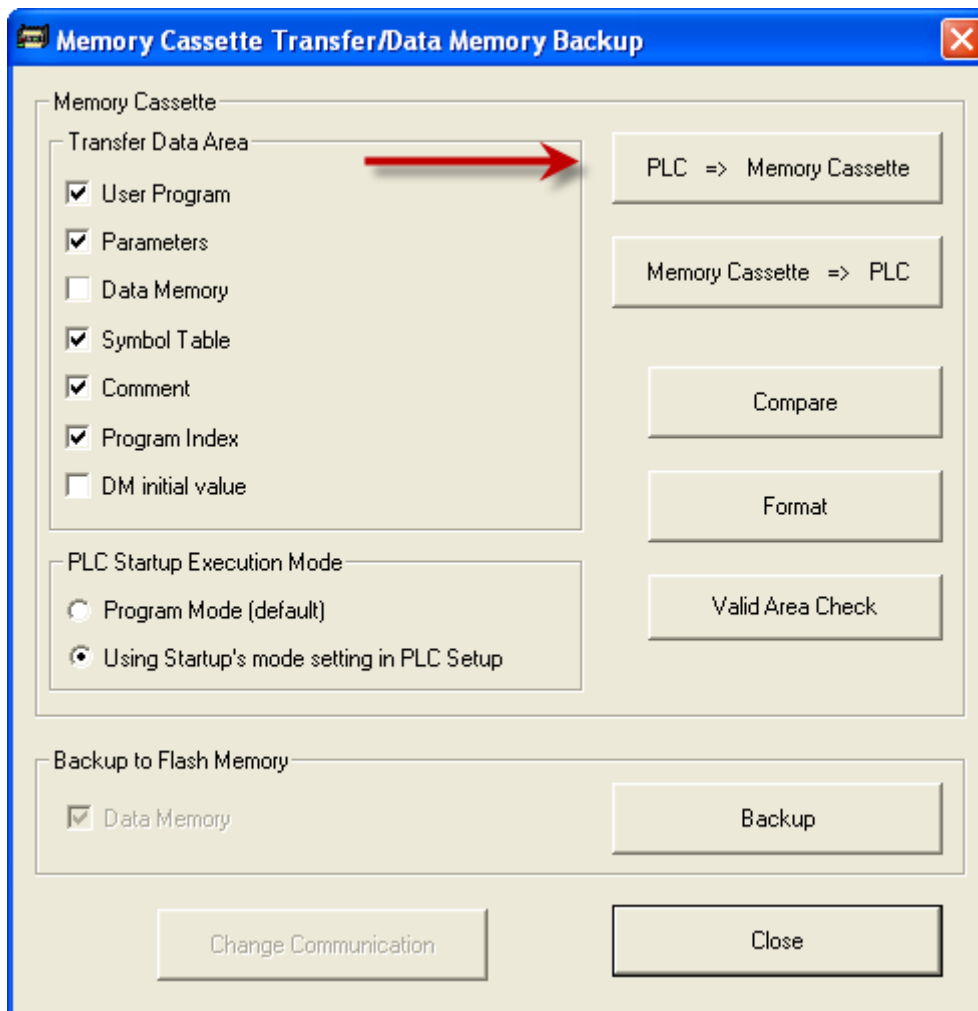 Memory Cassette Transfer/Data Memory Backup
Memory Cassette
Transfer Data Area
User Program
Parameters
Data Memory
Symbol Table
Comment
Program Index
DM initial value
PLC => Memory Cassette
Memory Cassette => PLC
Compare
Format
Valid Area Check
PLC Startup Execution Mode
Program Mode (default)
Using Startup's mode setting in PLC Setup
Backup to Flash Memory
Data Memory
Backup
Change Communication
Close